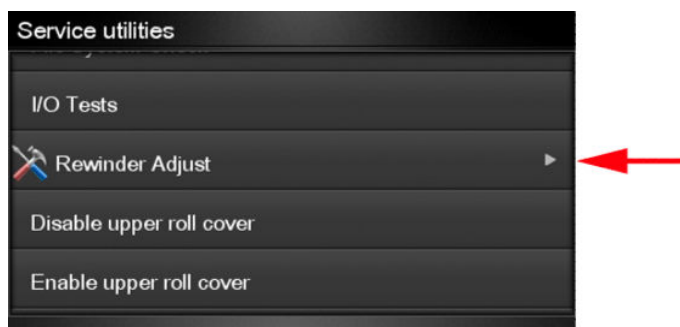 Service utilities
I/O Tests
Rewinder Adjust
Disable upper roll cover
Enable upper roll cover